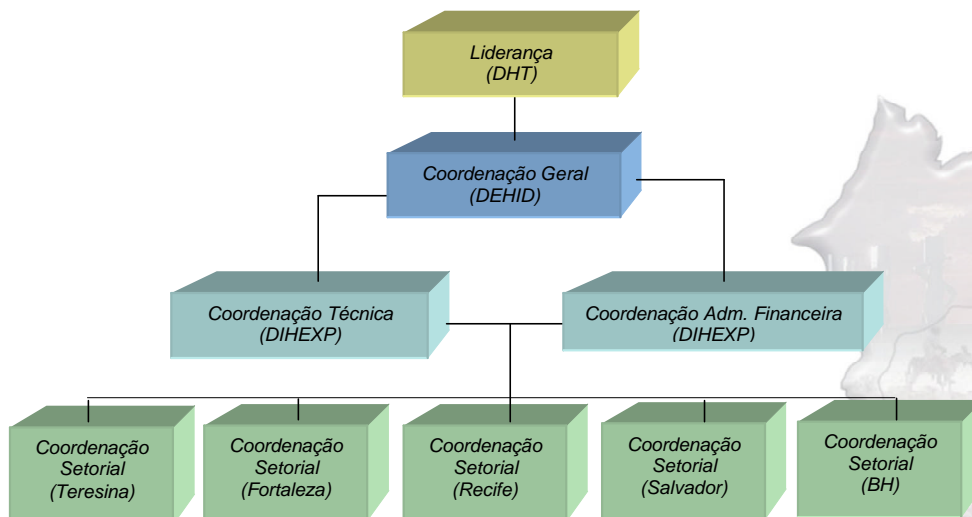 Liderança
(DHT)
Coordenação Geral
(DEHID)
Coordenação Técnica
(DIHEXP)
Coordenação Adm. Financeira
(DIHEXP)
Coordenação
Setorial
(Teresina)
Coordenação
Setorial
(Fortaleza)
Coordenação
Setorial
(Recife)
Coordenação
Setorial
(Salvador)
Coordenação
Setorial
(BH)